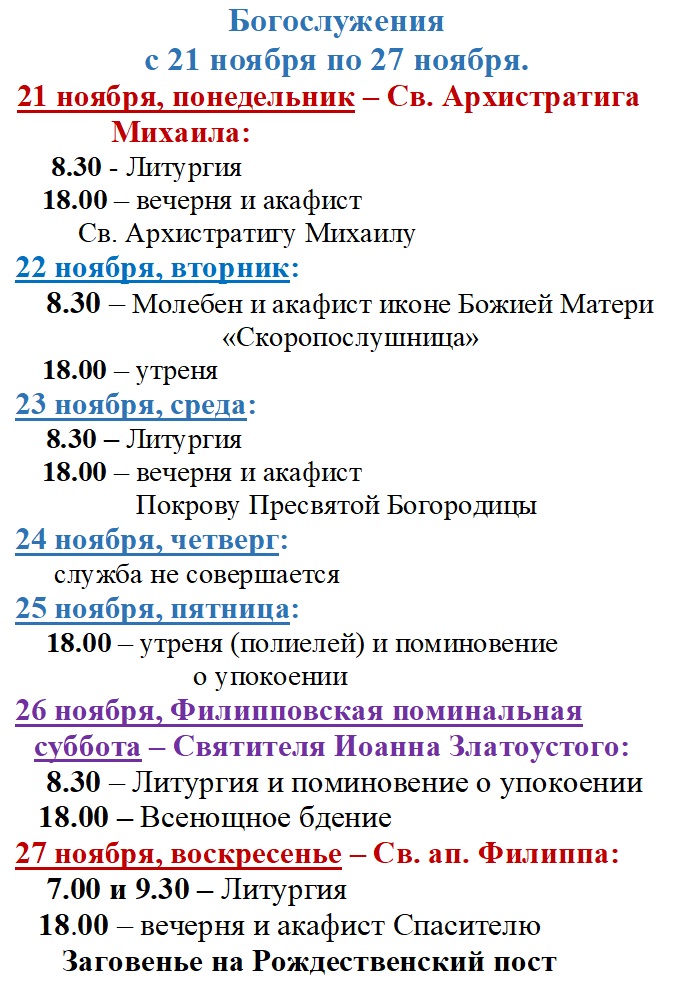 Богослужения
с 21 ноября по 27 ноября.
21 ноября, понедельник – Св. Архистратига
Михаила:
8.30 - Литургия
18.00 – вечерня и акафист
Св. Архистратигу Михаилу
22 ноября, вторник:
8.30 – Молебен и акафист иконе Божией Матери
«Скоропослушница»
18.00 – утреня
23 ноября, среда:
8.30 – Литургия
18.00 – вечерня и акафист
Покрову Пресвятой Богородицы
24 ноября, четверг:
служба не совершается
25 ноября, пятница:
18.00 – утреня (полиелей) и поминовение
о упокоении
26 ноября, Филипповская поминальная
суббота – Святителя Иоанна Златоустого:
8.30 – Литургия и поминовение о упокоении
18.00 – Всенощное бдение
27 ноября, воскресенье – Св. ап. Филиппа:
7.00 и 9.30 – Литургия
18.00 – вечерня и акафист Спасителю
Заговенье на Рождественский пост